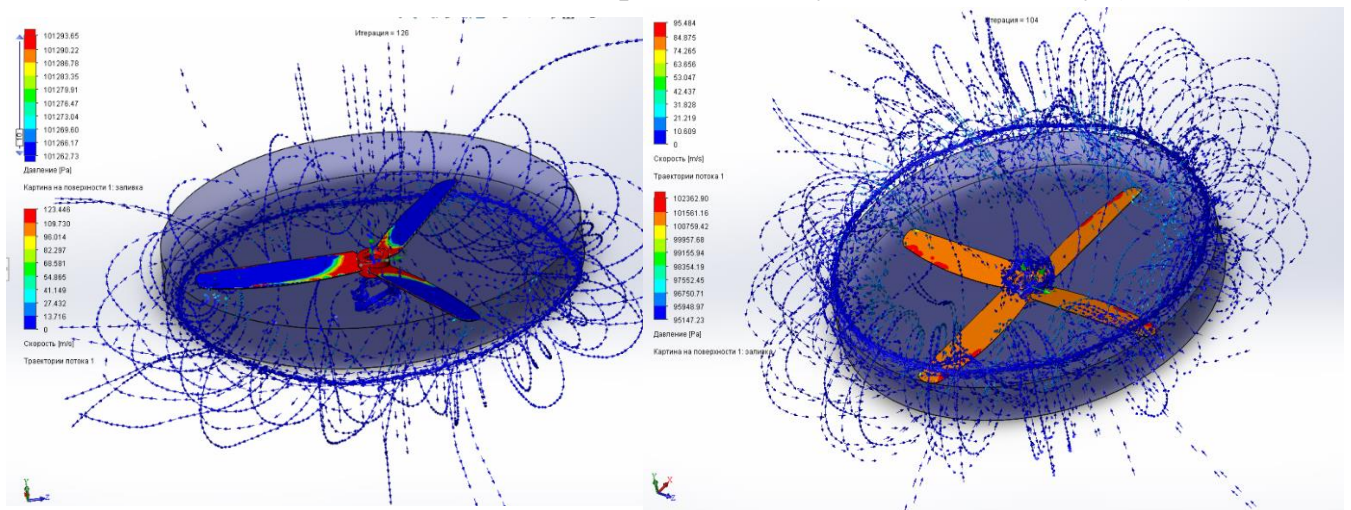 Итерация = 126
101293.65
101290.22
101286.78
101283.35
101279.91
101276.47
101273.04
101269.60
101266.17
101262.73
Давление [Pa]
Картина на поверхности 1: заливка
123.446
109.730
96.014
82.297
68.581
54.865
41.149
27.432
13.716
0
Скорость [m/s]
Траектории потока 1
Y
Z
Итерация = 104
95.484
84.875
74.265
63.656
53.047
42.437
31.828
21.219
10.609
0
Скорость [m/s]
Траектории потока 1
102362.90
101561.16
100759.42
99957.68
99155.94
98354.19
97552.45
96750.71
95948.97
95147.23
Давление [Pa]
Картина на поверхности 1: заливка
Y
X
Z